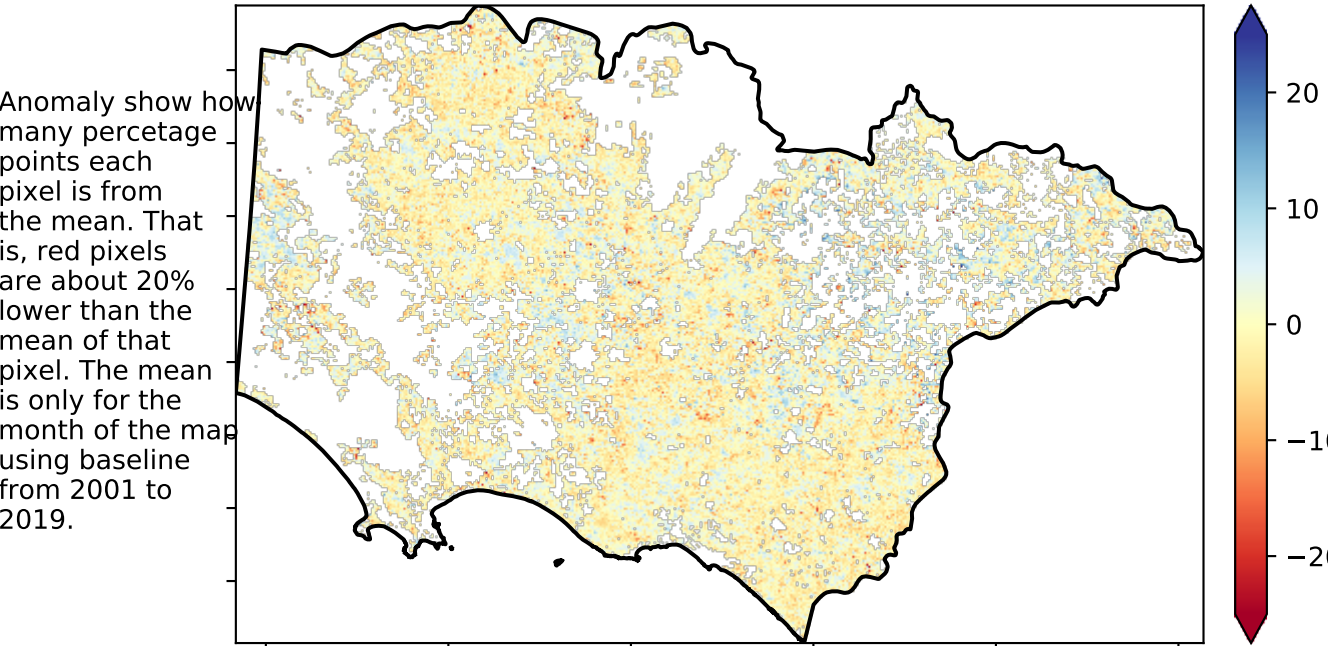 Anomaly show how
many percetage
points each
pixel is from
the mean. That
is, red pixels
are about 20%
lower than the
mean of that
pixel. The mean
is only for the
month of the map
using baseline
from 2001 to
2019.
20
10
0
−10
−20